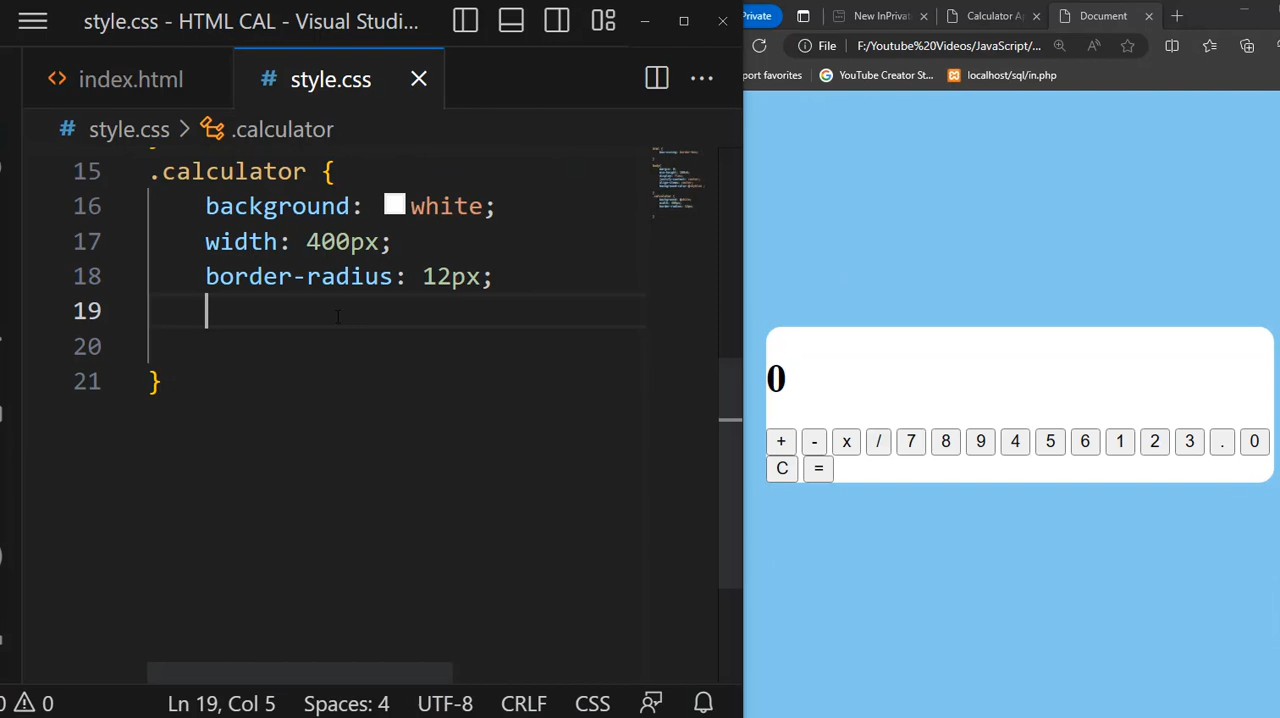 style.css - HTML CAL - Visual Studi...
index.html
style.css
style.css > .calculator
15 .calculator {
16 background: white;
17 width: 400px;
18 border-radius: 12px;
19
20
21 }
0 Ln 19, Col 5 Spaces: 4 UTF-8 CRLF CSS
Private New InPrivat Calculator Ap Document
File F:/Youtube%20Videos/JavaScript/...
port favorites YouTube Creator St... localhost/sql/in.php
0
+ - x / 7 8 9 4 5 6 1 2 3 . 0
C =